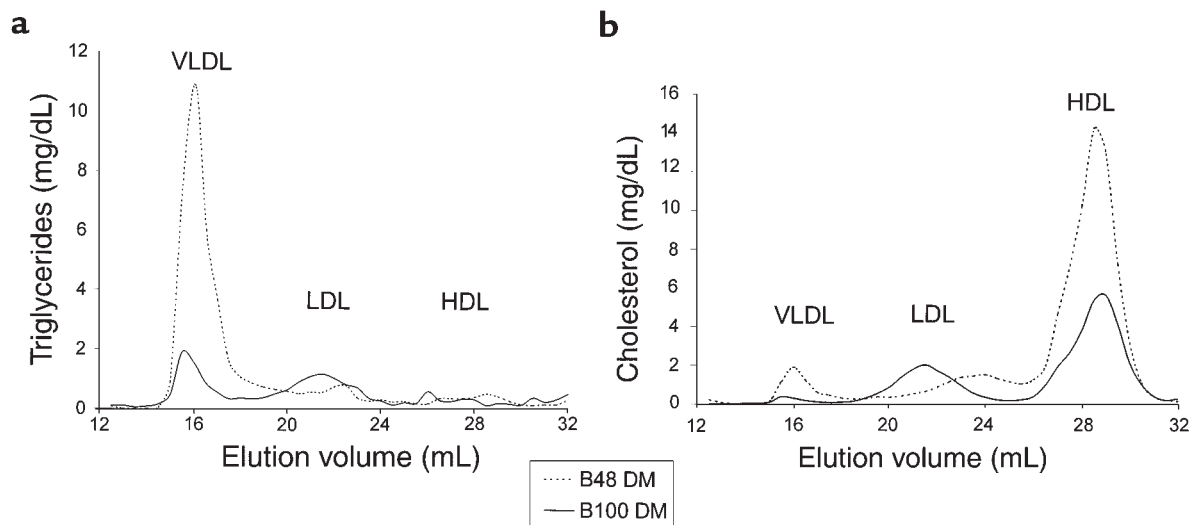 a
12
10
8
6
4
2
0
Triglycerides (mg/dL)
VLDL
LDL
HDL
12 16 20 24 28 32
Elution volume (mL)
b
16
14
12
10
8
6
4
2
0
Cholesterol (mg/dL)
VLDL
LDL
HDL
12 16 20 24 28 32
Elution volume (mL)
B48 DM
B100 DM